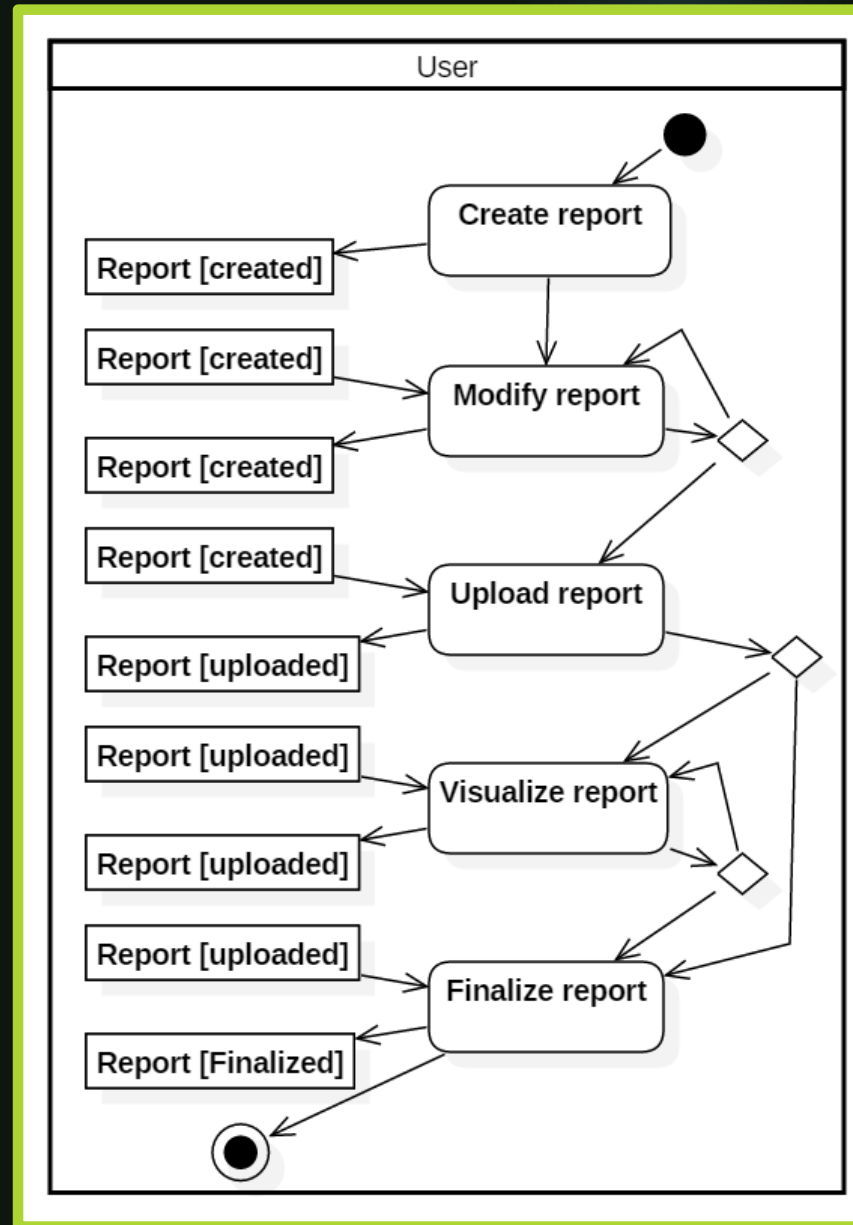 User
Create report
Report [created]
Report [created]
Modify report
Report [created]
Report [created]
Upload report
Report [uploaded]
Report [uploaded]
Visualize report
Report [uploaded]
Report [uploaded]
Finalize report
Report [Finalized]